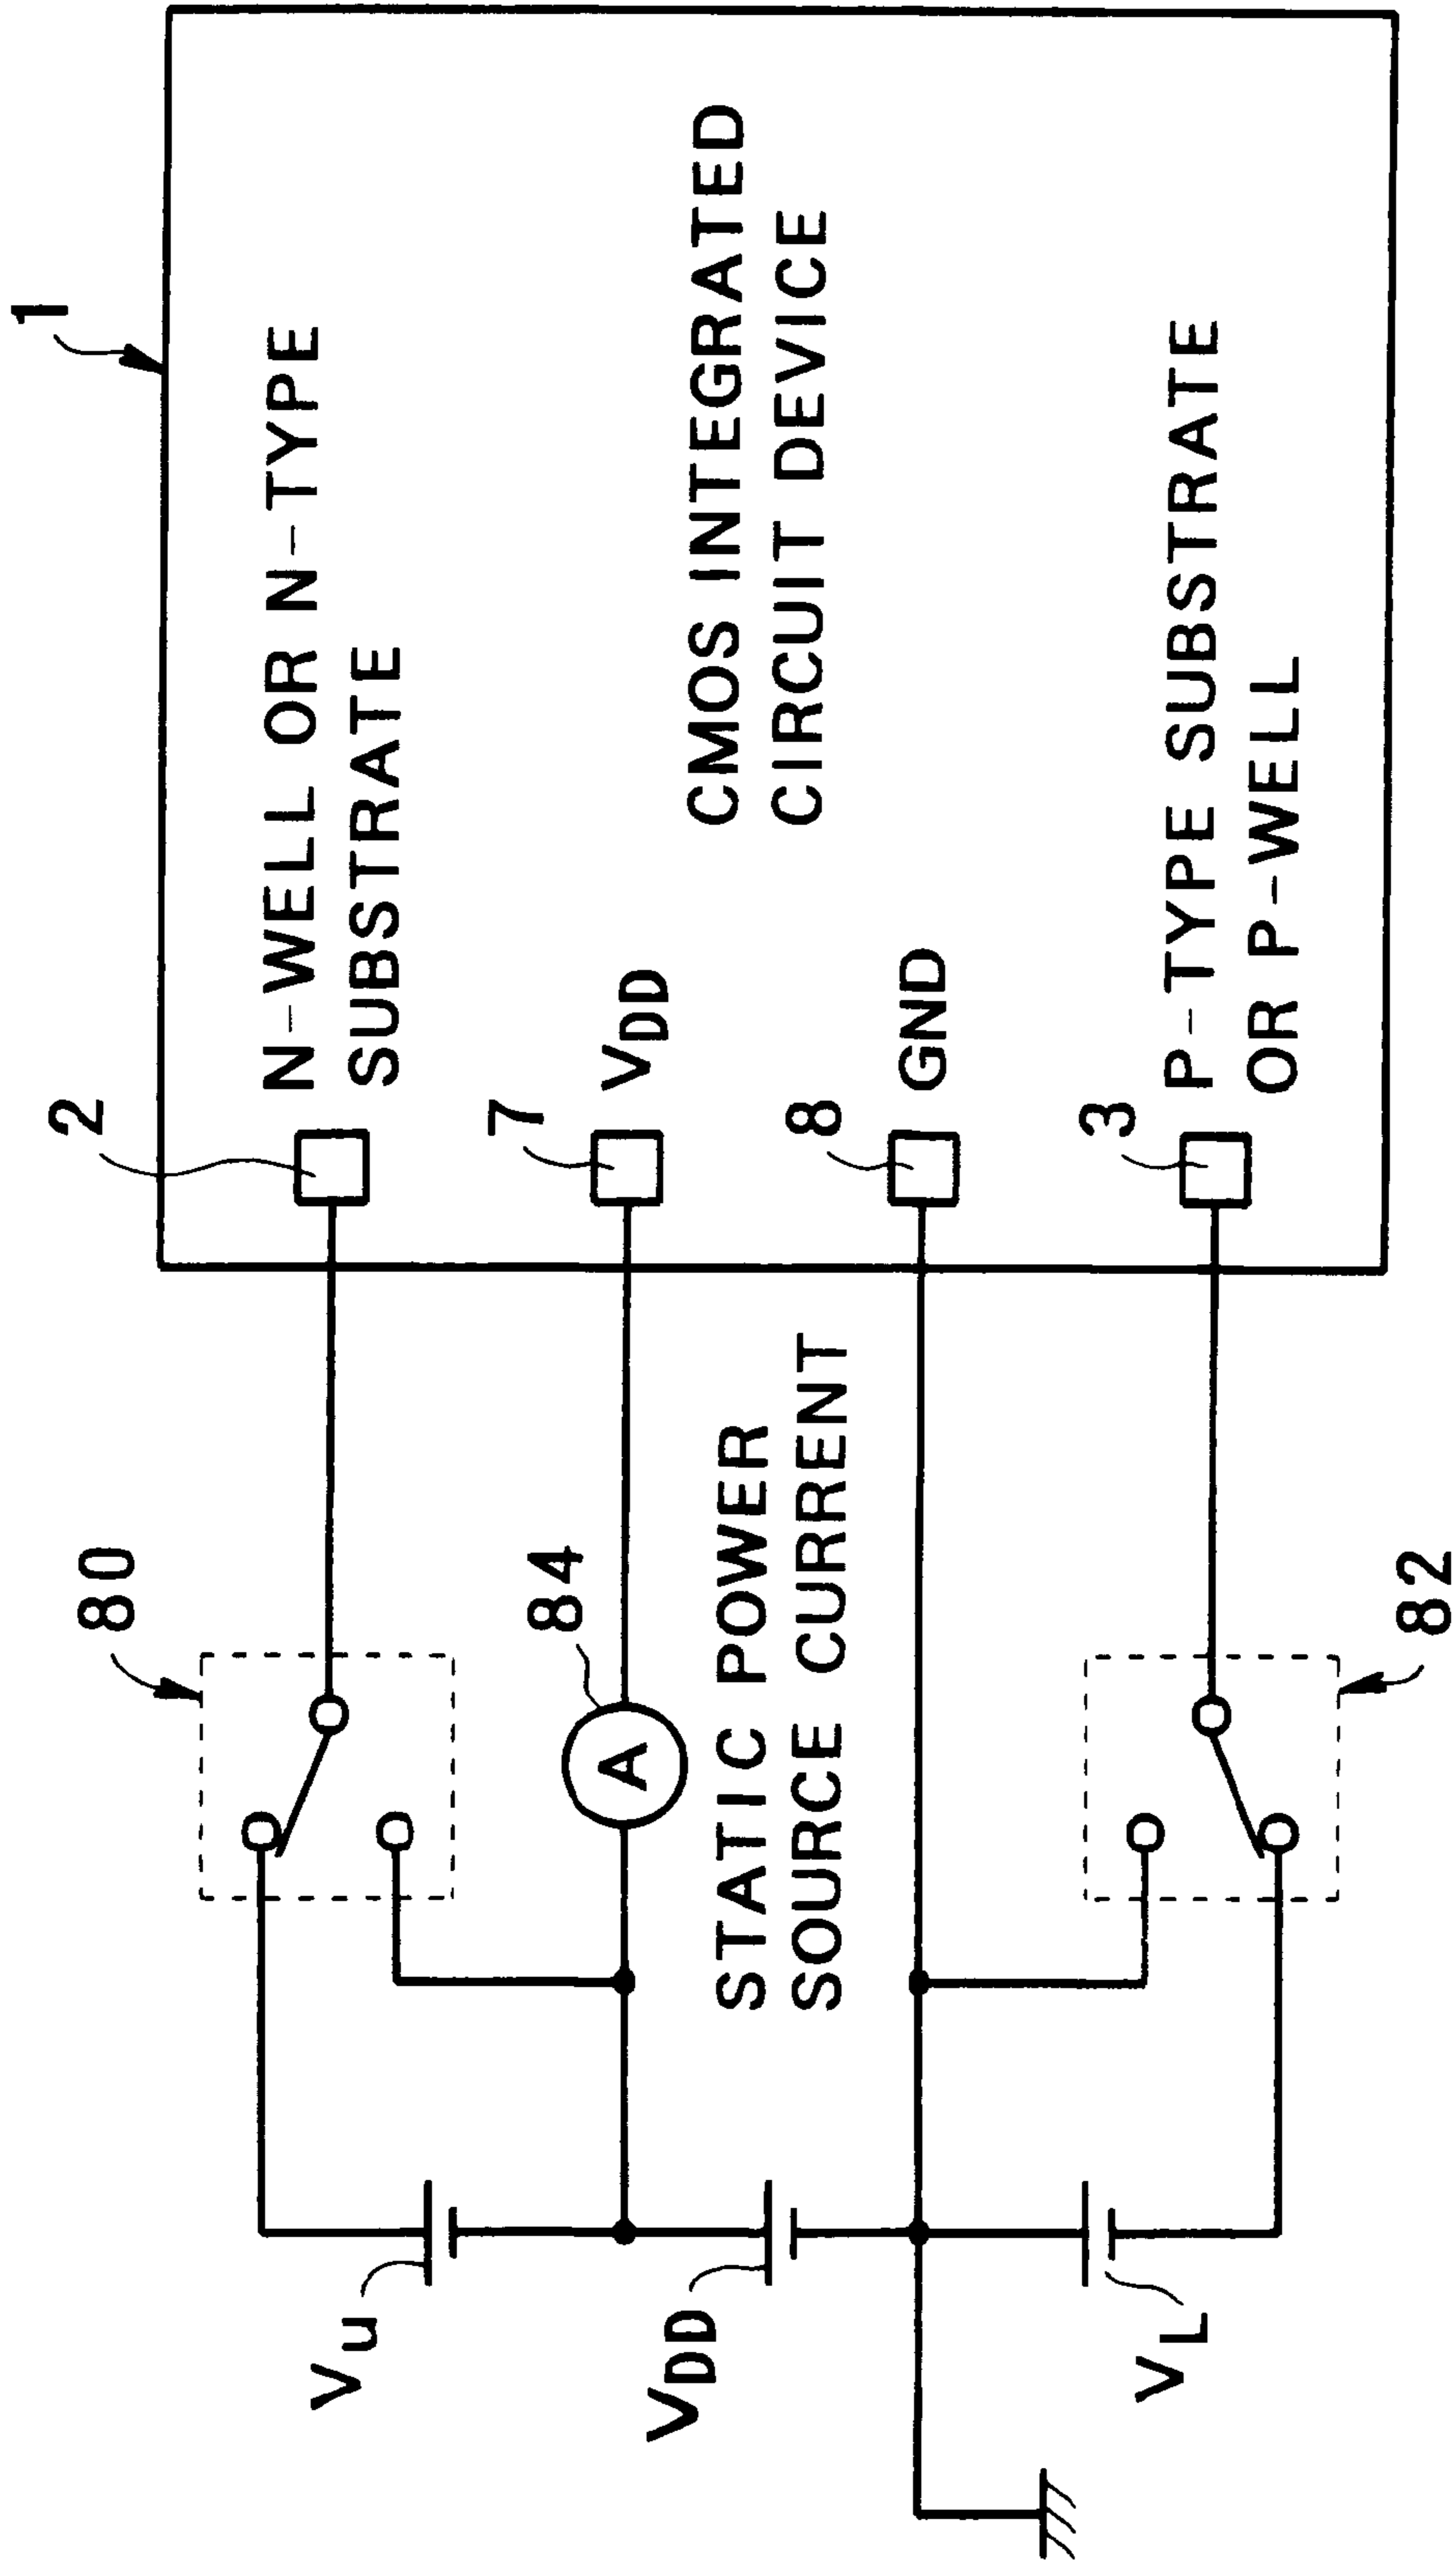 1
2
N-WELL OR N-TYPE
SUBSTRATE
7
VDD
CMOS INTEGRATED
CIRCUIT DEVICE
8
GND
3
P-TYPE SUBSTRATE
OR P-WELL
80
84
A
STATIC POWER
SOURCE CURRENT
82
Vu
VDD
VL